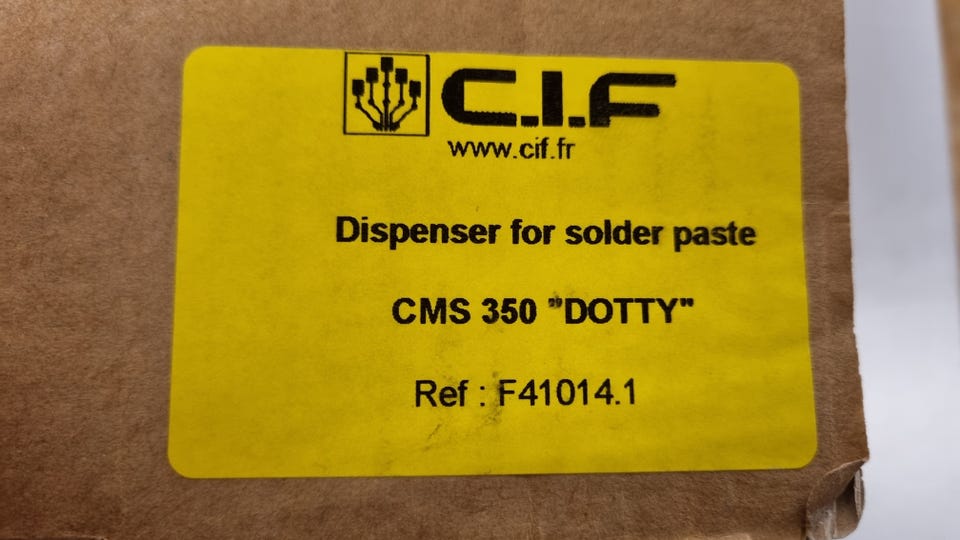 C.I.F
www.cif.fr
Dispenser for solder paste
CMS 350 "DOTTY"
Ref : F41014.1